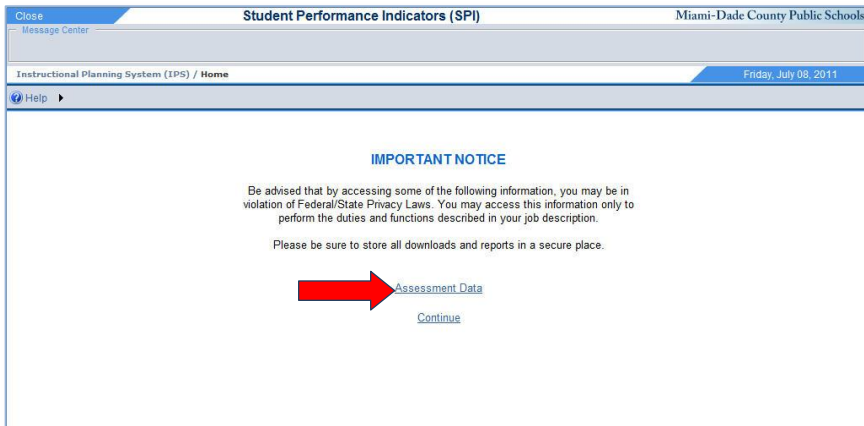 Close
Student Performance Indicators (SPI)
Miami-Dade County Public Schools
Message Center
Instructional Planning System (IPS) / Home
Friday, July 08, 2011
Help
IMPORTANT NOTICE
Be advised that by accessing some of the following information, you may be in
violation of Federal/State Privacy Laws. You may access this information only to
perform the duties and functions described in your job description.
Please be sure to store all downloads and reports in a secure place.
Assessment Data
Continue